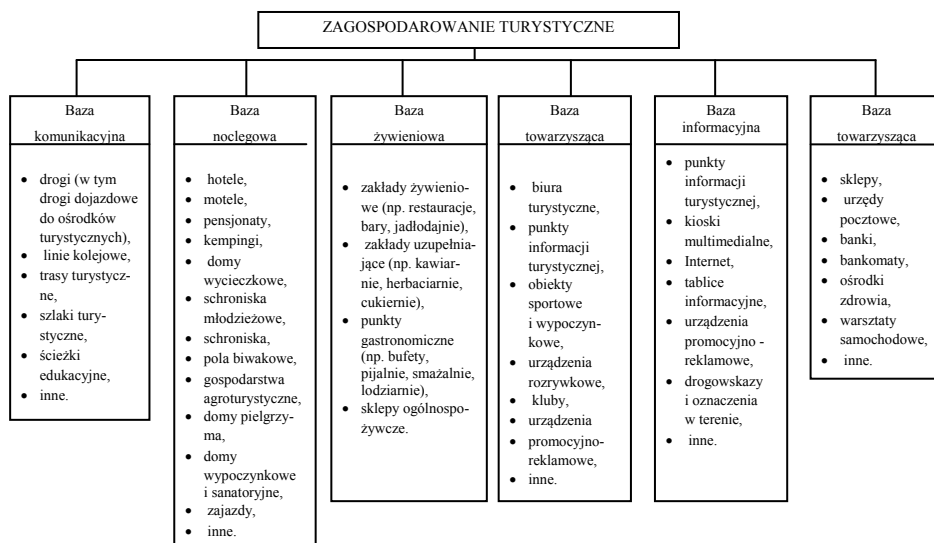 ZAGOSPODAROWANIE TURYSTYCZNE
Baza
komunikacyjna
• drogi (w tym
drogi dojazdowe
do ośrodków
turystycznych),
• linie kolejowe,
• trasy turystycz-
ne,
• szlaki tury-
styczne,
• ścieżki
edukacyjne,
• inne.
Baza
noclegowa
• hotele,
• motele,
• pensjonaty,
• kempingi,
• domy
wycieczkowe,
• schroniska
młodzieżowe,
• schroniska,
• pola biwakowe,
• gospodarstwa
agroturystyczne,
• domy pielgrzy-
ma,
• domy
wypoczynkowe
i sanatoryjne,
• zajazdy,
• inne.
Baza
żywieniowa
• zakłady żywienio-
we (np. restauracje,
bary, jadłodajnie),
• zakłady uzupełnia-
jące (np. kawiar-
nie, herbaciarnie,
cukiernie),
• punkty
gastronomiczne
(np. bufety,
pijalnie, smażalnie,
lodziarnie),
• sklepy ogólnospo-
żywcze.
Baza
towarzysząca
• biura
turystyczne,
• punkty
informacji
turystycznej,
• obiekty
sportowe
i wypoczyn-
kowe,
• urządzenia
rozrywkowe,
• kluby,
• urządzenia
• promocyjno-
reklamowe,
• inne.
Baza
informacyjna
• punkty
informacji
turystycznej,
• kioski
multimedialne,
• Internet,
• tablice
informacyjne,
• urządzenia
promocyjno -
reklamowe,
• drogowskazy
i oznaczenia
w terenie,
• inne.
Baza
towarzysząca
• sklepy,
• urzędy
pocztowe,
• banki,
• bankomaty,
• ośrodki
zdrowia,
• warsztaty
samochodowe,
• inne.